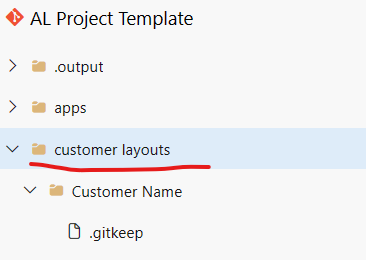 AL Project Template
.output
apps
customer layouts
Customer Name
.gitkeep